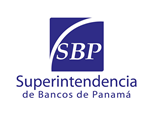 SBP
Superintendencia
de Bancos de Panamá